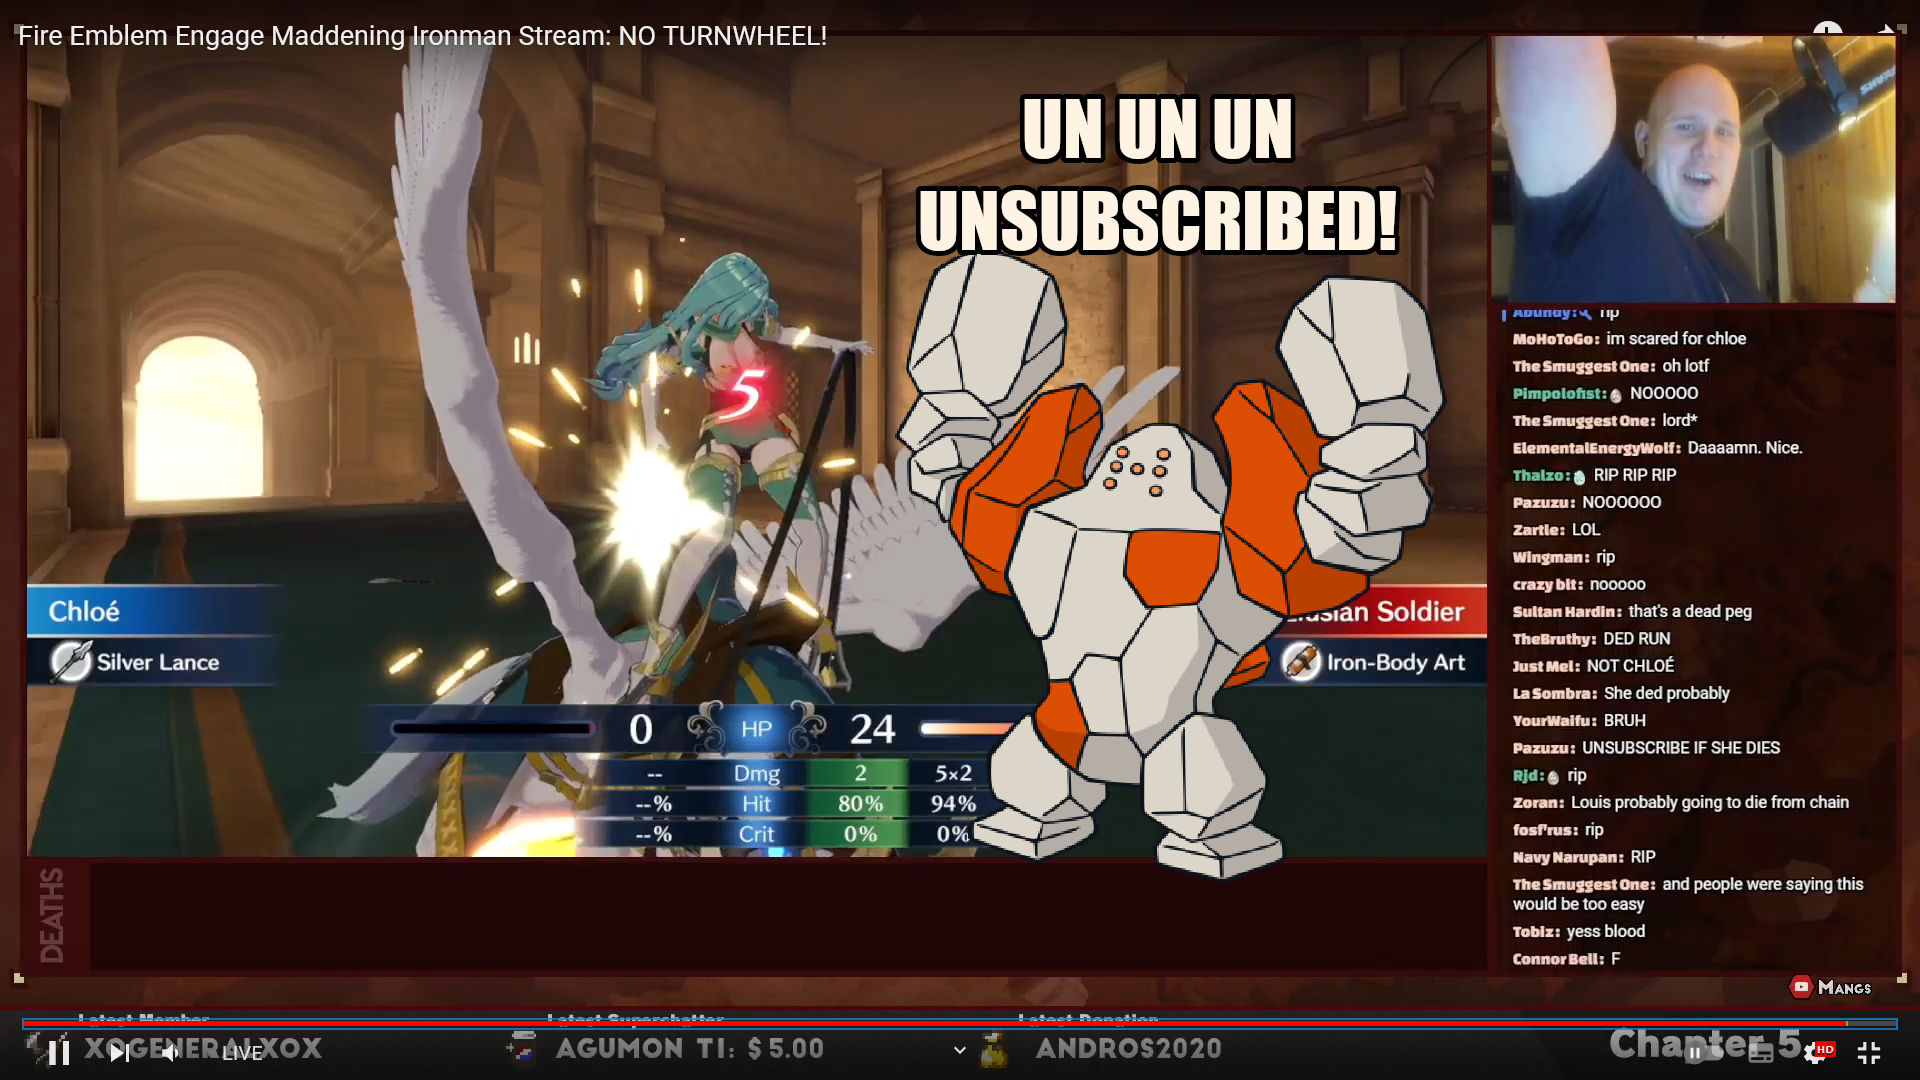 Fire Emblem Engage Maddening Ironman Stream: NO TURNWHEEL!
UN UN UN
UNSUBSCRIBED!
5
Chloé
Silver Lance
Elusian Soldier
Iron-Body Art
0 HP 24
-- Dmg 2 5×2
--% Hit 80% 94%
--% Crit 0% 0%
DEATHS
Abundy: rip
MoHoToGo: im scared for chloe
The Smuggest One: oh lotf
Pimpolofist: NOOOOO
The Smuggest One: lord*
ElementalEnergyWolf: Daaaamn. Nice.
Thalzo: RIP RIP RIP
Pazuzu: NOOOOOO
Zartle: LOL
Wingman: rip
crazy blt: nooooo
Sultan Hardin: that's a dead peg
TheBruthy: DED RUN
Just Mel: NOT CHLOÉ
La Sombra: She ded probably
YourWaifu: BRUH
Pazuzu: UNSUBSCRIBE IF SHE DIES
Rjd: rip
Zoran: Louis probably going to die from chain
fosf'rus: rip
Navy Narupan: RIP
The Smuggest One: and people were saying this
would be too easy
Tobiz: yess blood
Connor Bell: F
MANGS
Latest Member
XOGENERALXOX
LIVE
Latest Superchatter
AGUMON TI: $5.00
Latest Donation
ANDROS2020
Chapter 5
HD